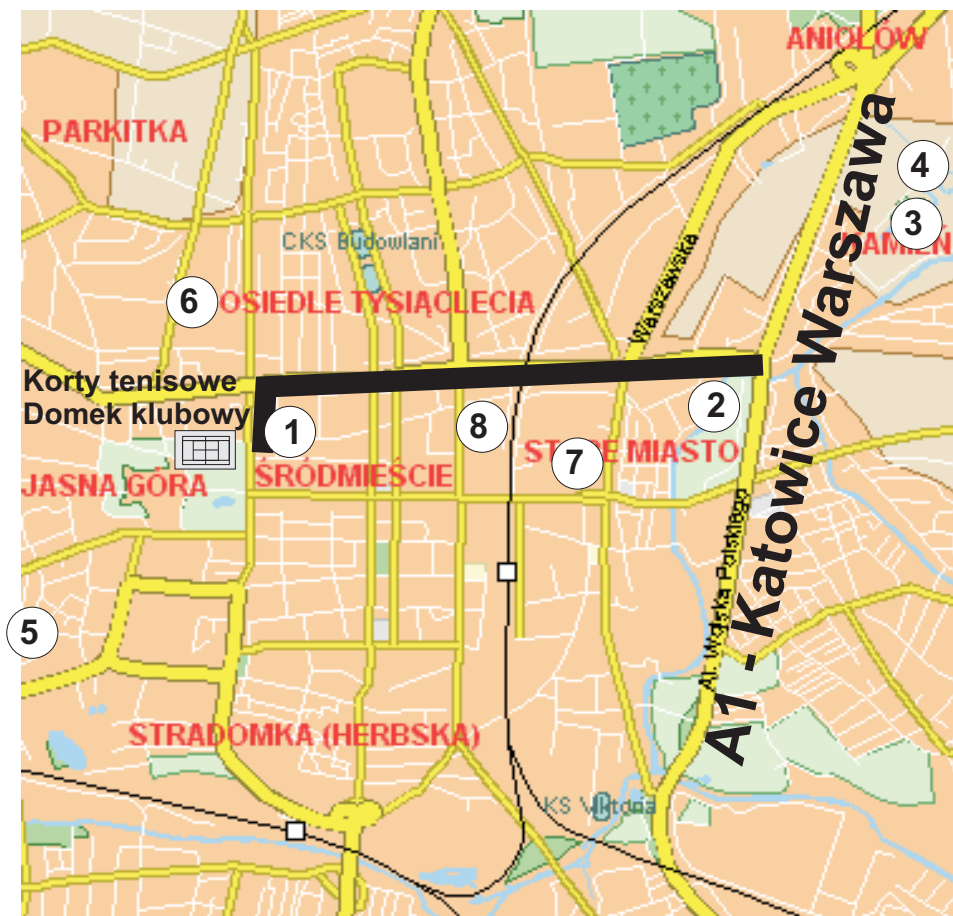 ANIOŁÓW
PARKITKA
A1 - Katowice Warszawa
4
3
CKS Budowlani
Warszawska
6
OSIEDLE TYSIĄCLECIA
Korty tenisowe
Domek klubowy
1
2
8
7
MIASTO
JASNA GÓRA
ŚRÓDMIEŚCIE
Al. Wojska Polskiego
5
STRADOMKA (HERBSKA)
KS Viktoria